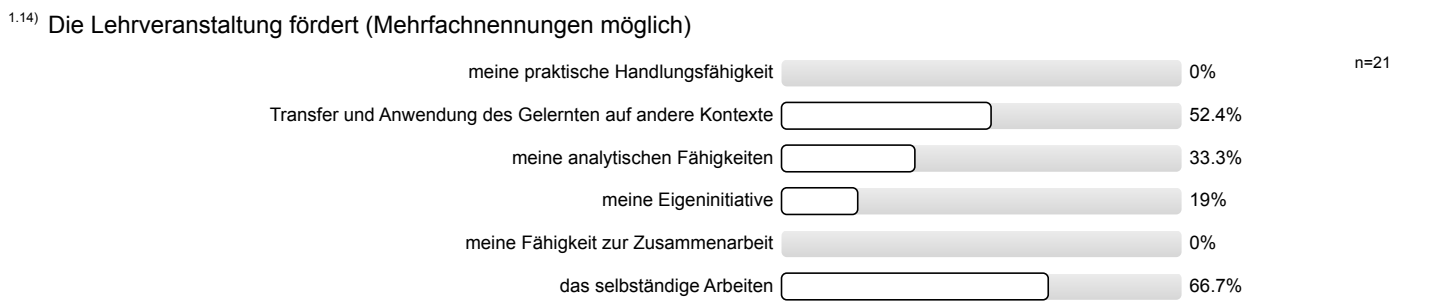 1.14) Die Lehrveranstaltung fördert (Mehrfachnennungen möglich)
meine praktische Handlungsfähigkeit 0% n=21
Transfer und Anwendung des Gelernten auf andere Kontexte 52.4%
meine analytischen Fähigkeiten 33.3%
meine Eigeninitiative 19%
meine Fähigkeit zur Zusammenarbeit 0%
das selbständige Arbeiten 66.7%